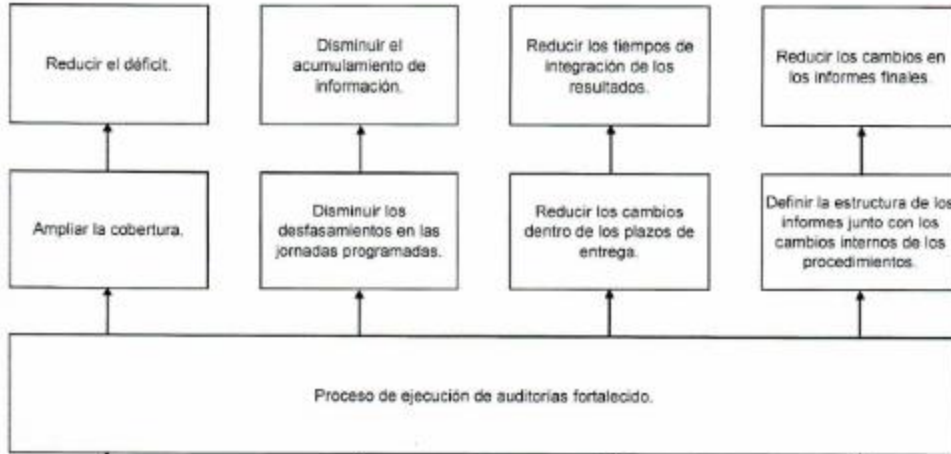 Reducir el déficit.
Disminuir el
acumulamiento de
información.
Reducir los tiempos de
integración de los
resultados.
Reducir los cambios en
los informes finales.
Ampliar la cobertura.
Disminuir los
desfasamientos en las
jornadas programadas.
Reducir los cambios
dentro de los plazos de
entrega.
Definir la estructura de los
informes junto con los
cambios internos de los
procedimientos.
Proceso de ejecución de auditorías fortalecido.